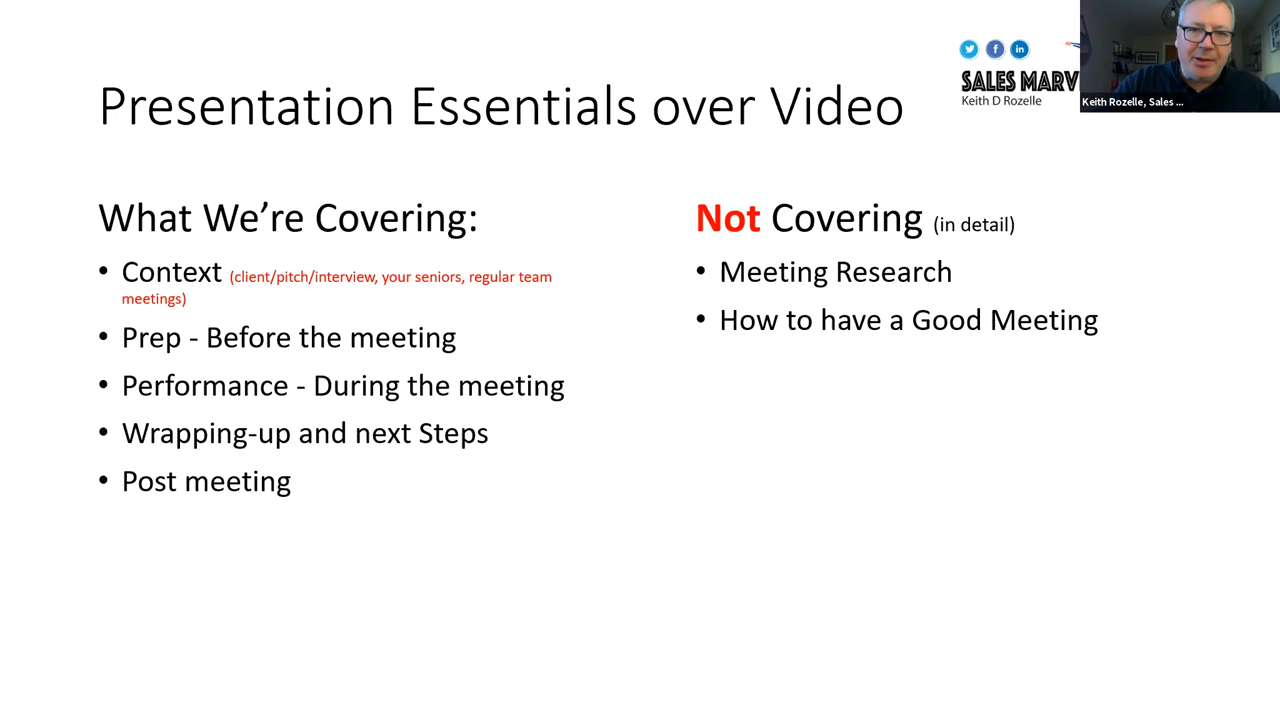 Presentation Essentials over Video
SALES MARV
Keith D Rozelle
Keith Rozelle, Sales ...
What We’re Covering:
• Context (client/pitch/interview, your seniors, regular team
meetings)
• Prep - Before the meeting
• Performance - During the meeting
• Wrapping-up and next Steps
• Post meeting
Not Covering (in detail)
• Meeting Research
• How to have a Good Meeting